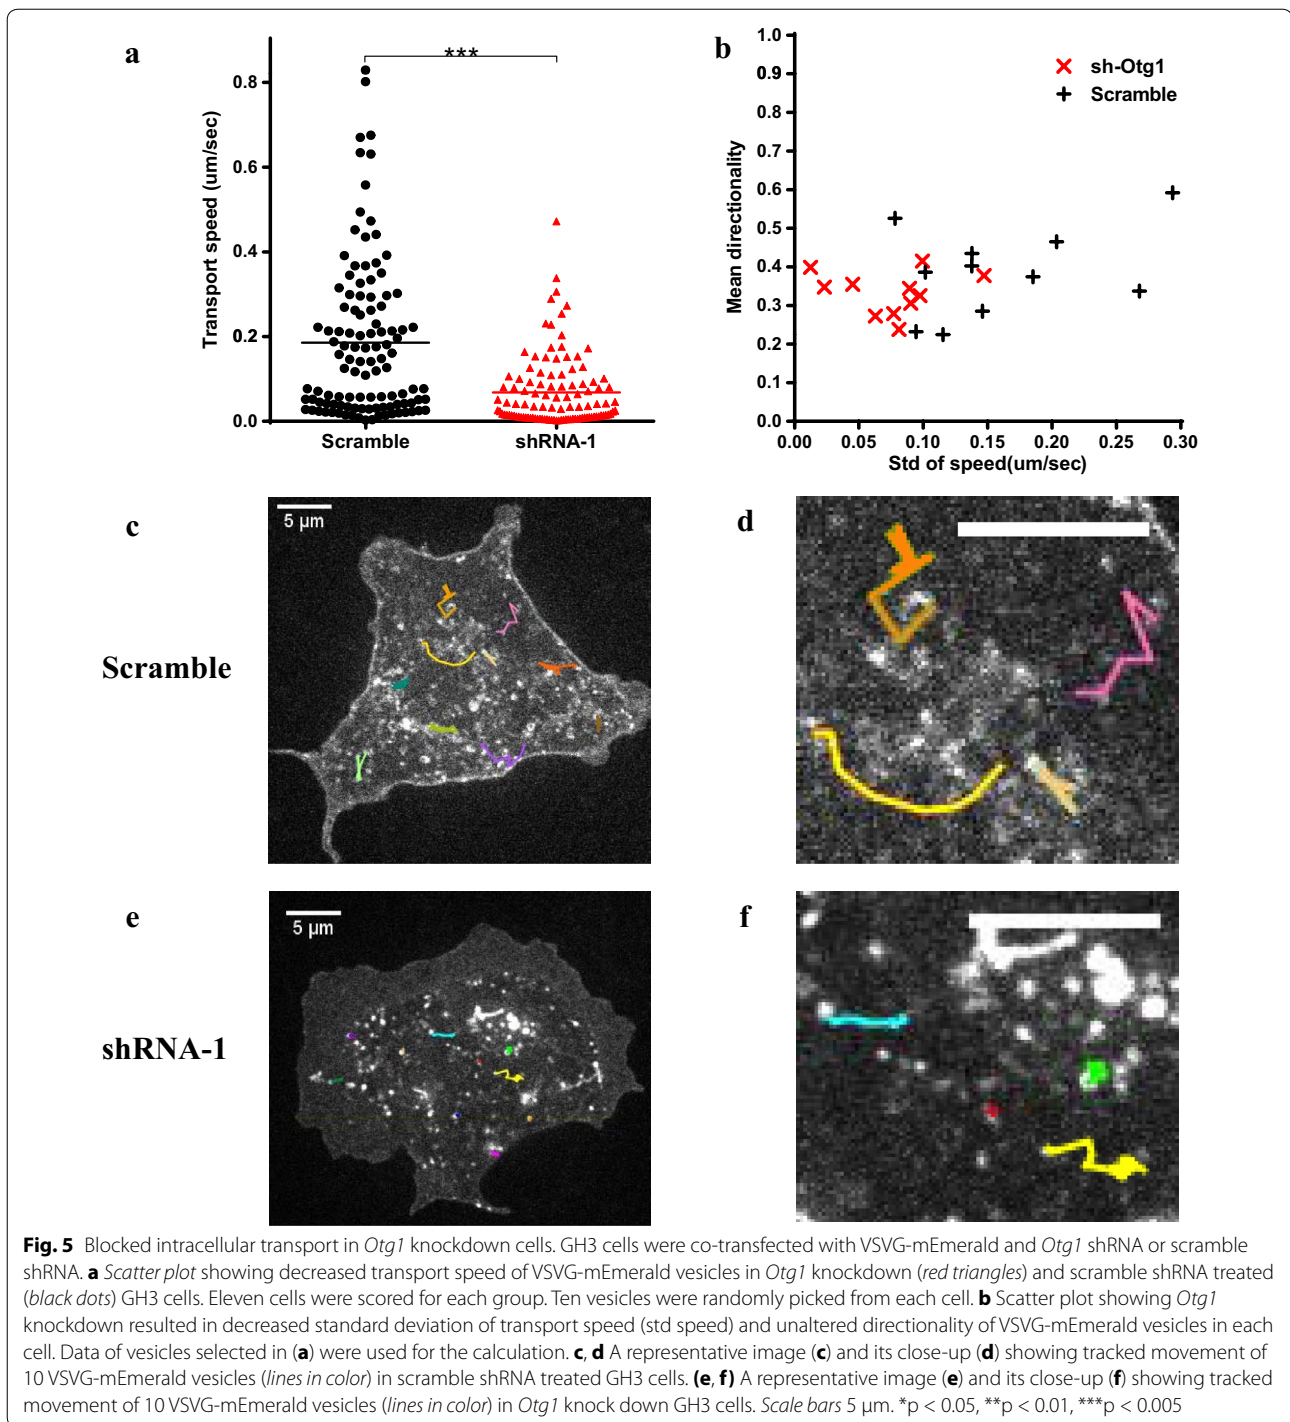 a
***
Transport speed (um/sec)
0.8
0.6
0.4
0.2
0.0
Scramble
shRNA-1
b
Mean directionality
1.0
0.9
0.8
0.7
0.6
0.5
0.4
0.3
0.2
0.1
0.0
sh-Otg1
Scramble
0.00 0.05 0.10 0.15 0.20 0.25 0.30
Std of speed(um/sec)
c
5 µm
d
Scramble
e
5 µm
f
shRNA-1
Fig. 5 Blocked intracellular transport in Otg1 knockdown cells. GH3 cells were co-transfected with VSVG-mEmerald and Otg1 shRNA or scramble
shRNA. a Scatter plot showing decreased transport speed of VSVG-mEmerald vesicles in Otg1 knockdown (red triangles) and scramble shRNA treated
(black dots) GH3 cells. Eleven cells were scored for each group. Ten vesicles were randomly picked from each cell. b Scatter plot showing Otg1
knockdown resulted in decreased standard deviation of transport speed (std speed) and unaltered directionality of VSVG-mEmerald vesicles in each
cell. Data of vesicles selected in (a) were used for the calculation. c, d A representative image (c) and its close-up (d) showing tracked movement of
10 VSVG-mEmerald vesicles (lines in color) in scramble shRNA treated GH3 cells. (e, f) A representative image (e) and its close-up (f) showing tracked
movement of 10 VSVG-mEmerald vesicles (lines in color) in Otg1 knock down GH3 cells. Scale bars 5 µm. *p < 0.05, **p < 0.01, ***p < 0.005